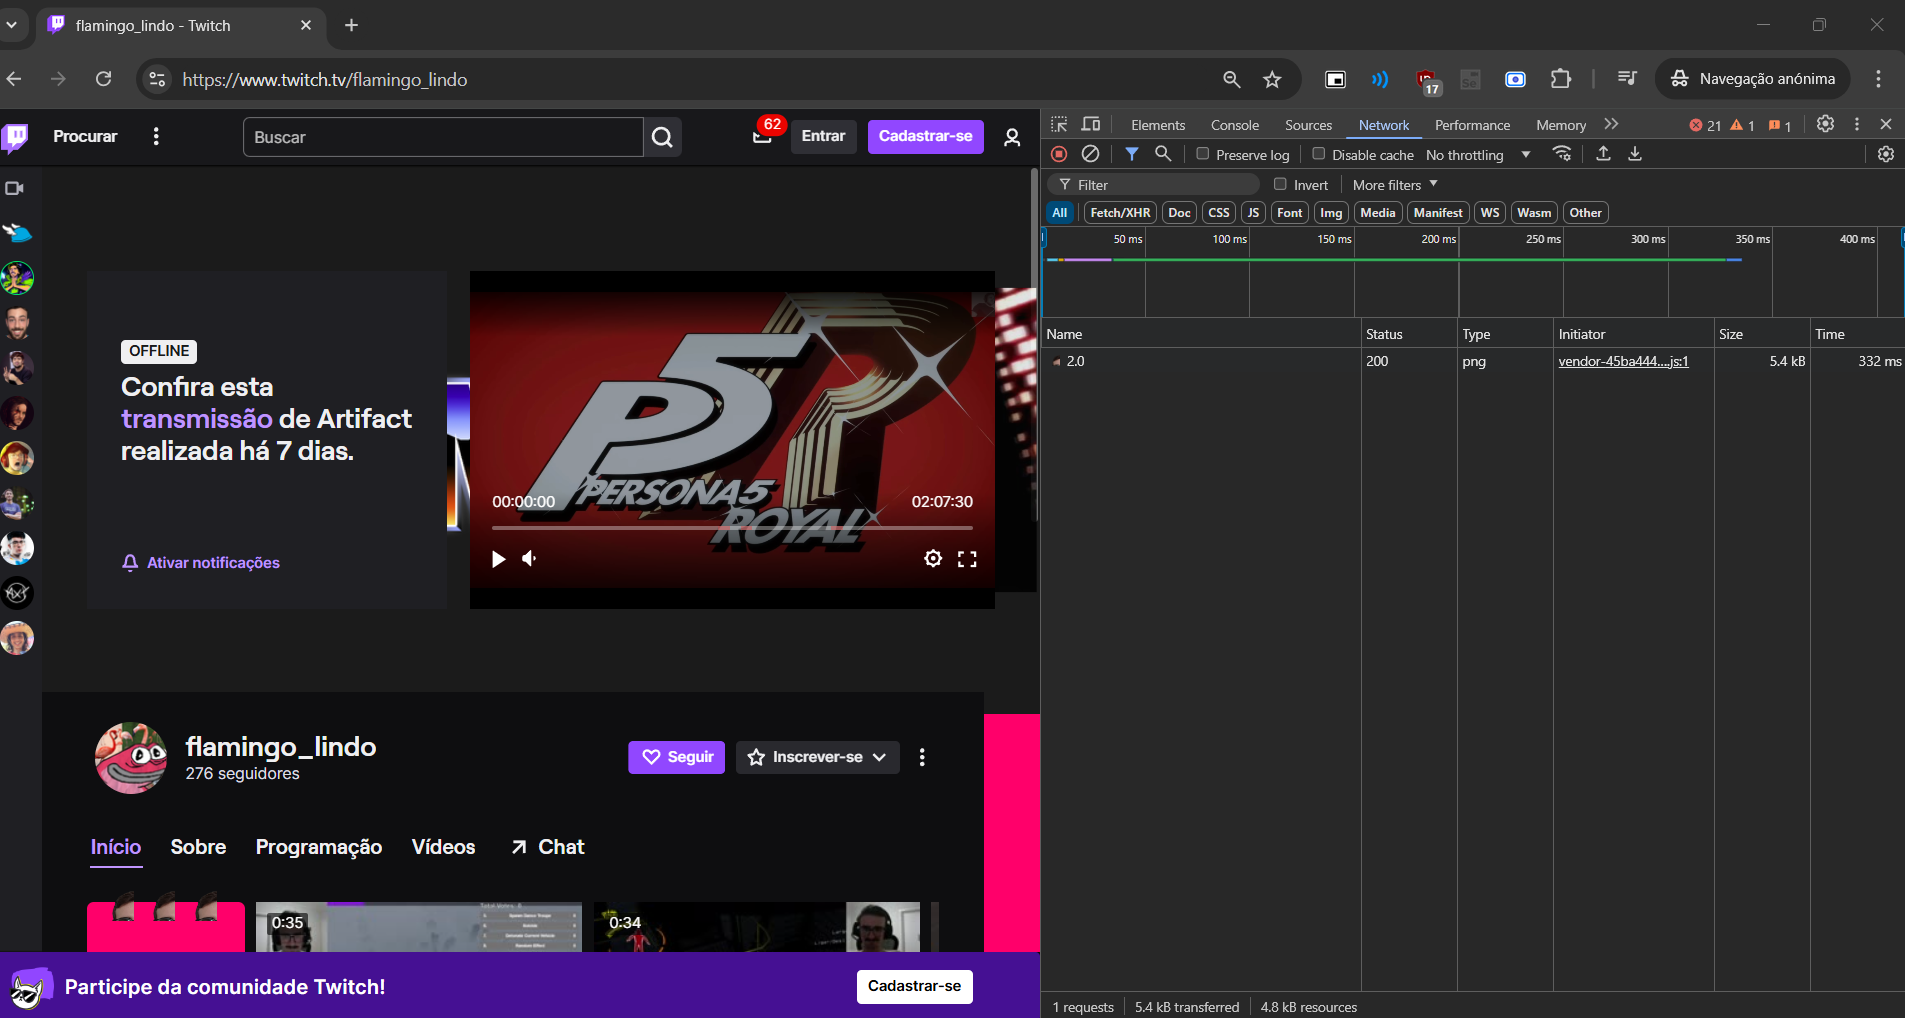 flamingo_lindo - Twitch
https://www.twitch.tv/flamingo_lindo
17
Navegação anónima
Procurar
Buscar
62
Entrar
Cadastrar-se
Elements
Console
Sources
Network
Performance
Memory
21
1
1
Preserve log
Disable cache
No throttling
Filter
Invert
More filters
All
Fetch/XHR
Doc
CSS
JS
Font
Img
Media
Manifest
WS
Wasm
Other
50 ms
100 ms
150 ms
200 ms
250 ms
300 ms
350 ms
400 ms
Name
Status
Type
Initiator
Size
Time
2.0
200
png
vendor-45ba444....js:1
5.4 kB
332 ms
OFFLINE
Confira esta
transmissão de Artifact
realizada há 7 dias.
Ativar notificações
P5R
PERSONA5
ROYAL
00:00:00
02:07:30
flamingo_lindo
276 seguidores
Seguir
Inscrever-se
Início
Sobre
Programação
Vídeos
Chat
0:35
0:34
Participe da comunidade Twitch!
Cadastrar-se
1 requests
5.4 kB transferred
4.8 kB resources